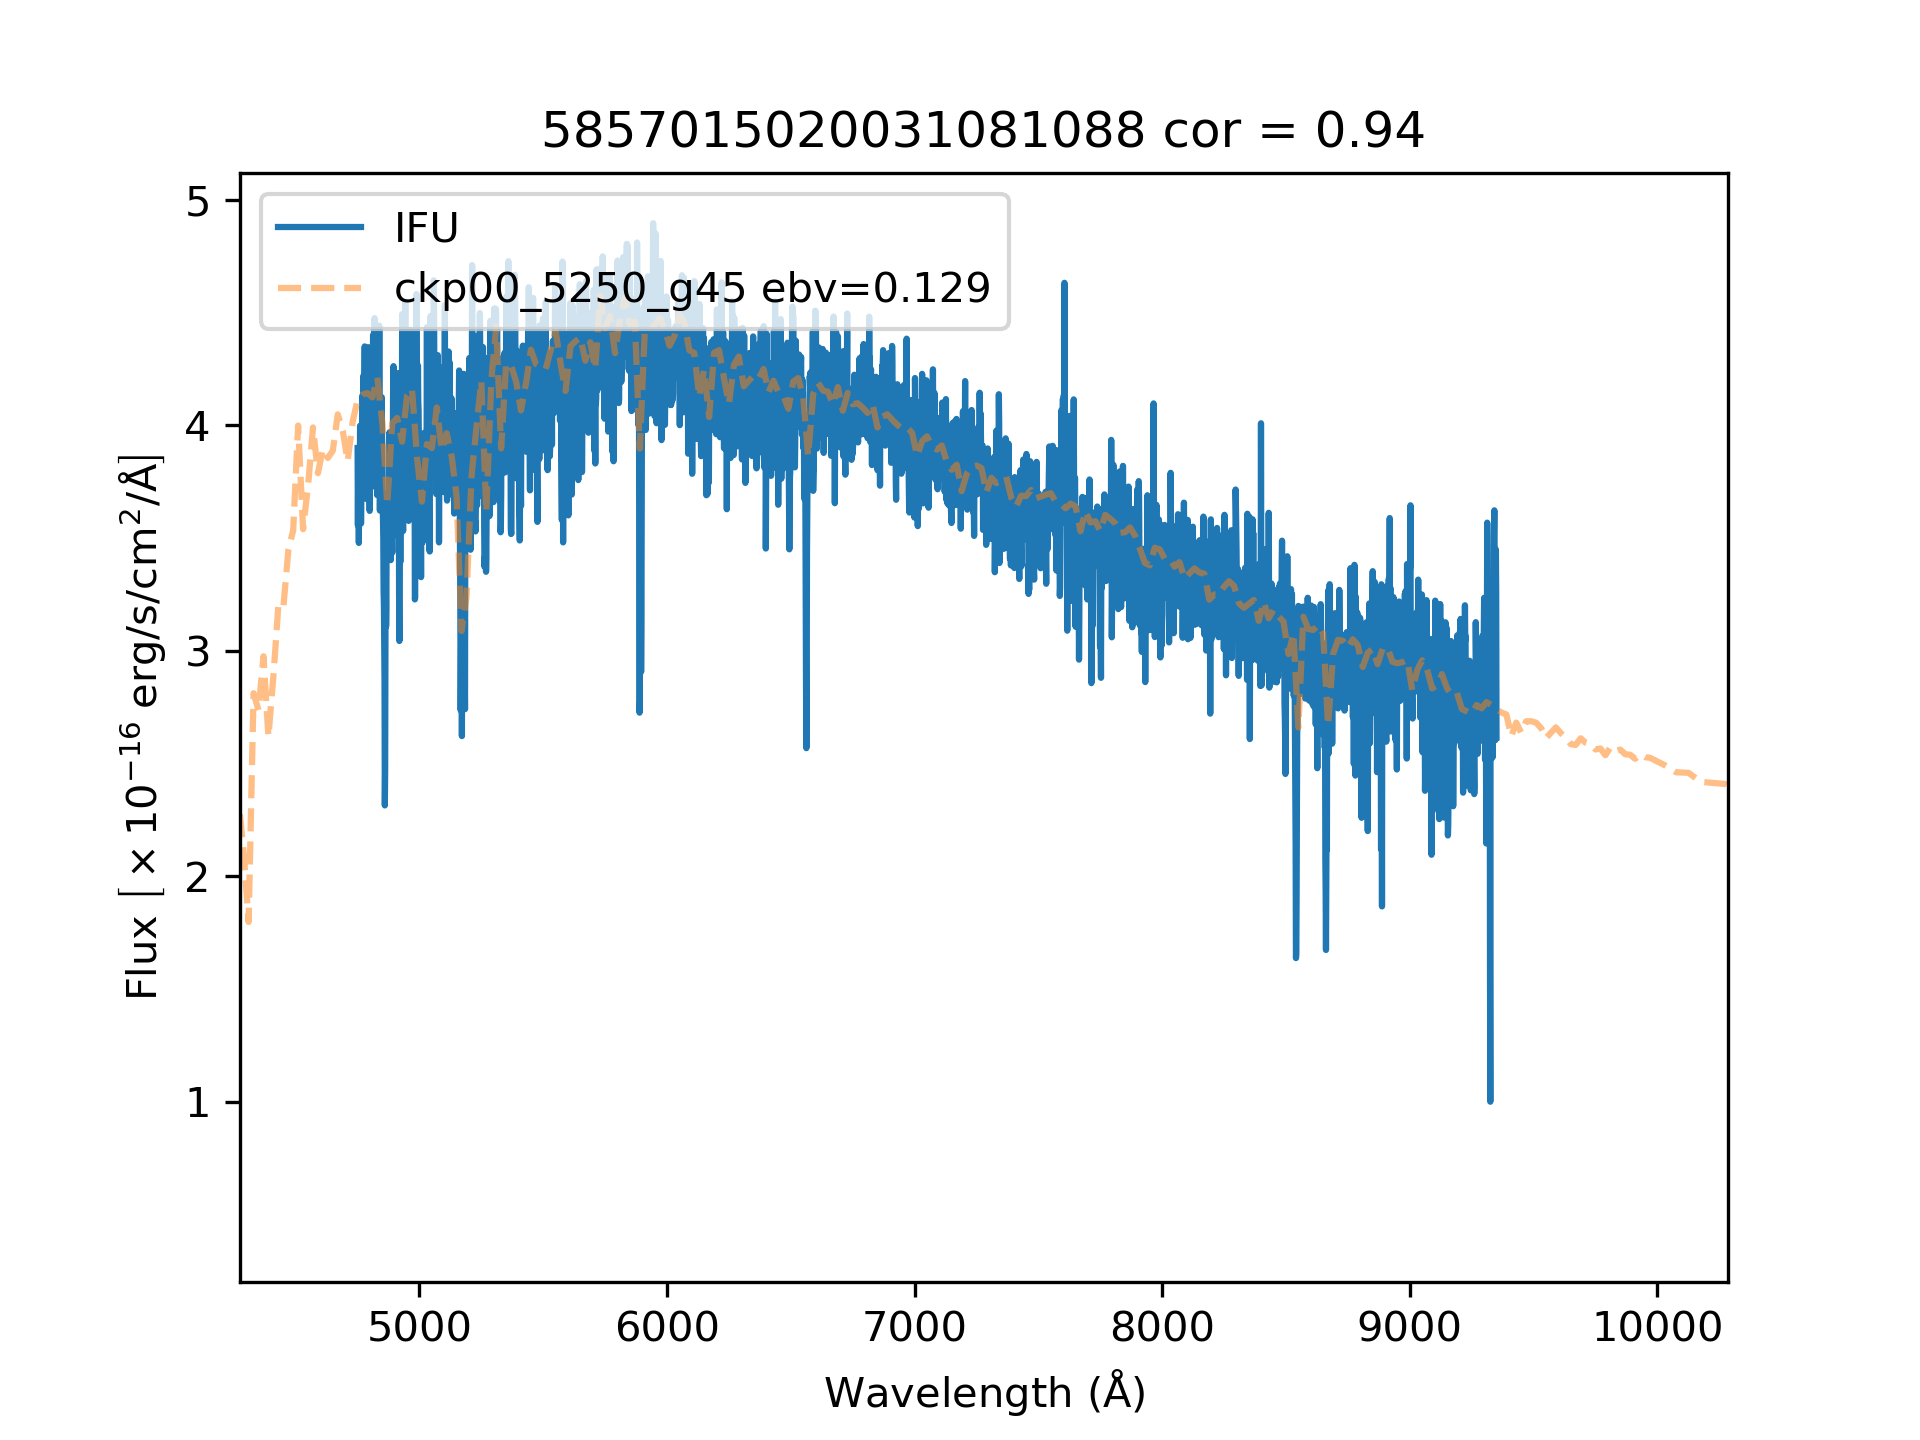 5857015020031081088 cor = 0.94
IFU
ckp00_5250_g45 ebv=0.129
5
4
3
2
1
Flux [× 10⁻¹⁶ erg/s/cm²/Å]
5000 6000 7000 8000 9000 10000
Wavelength (Å)